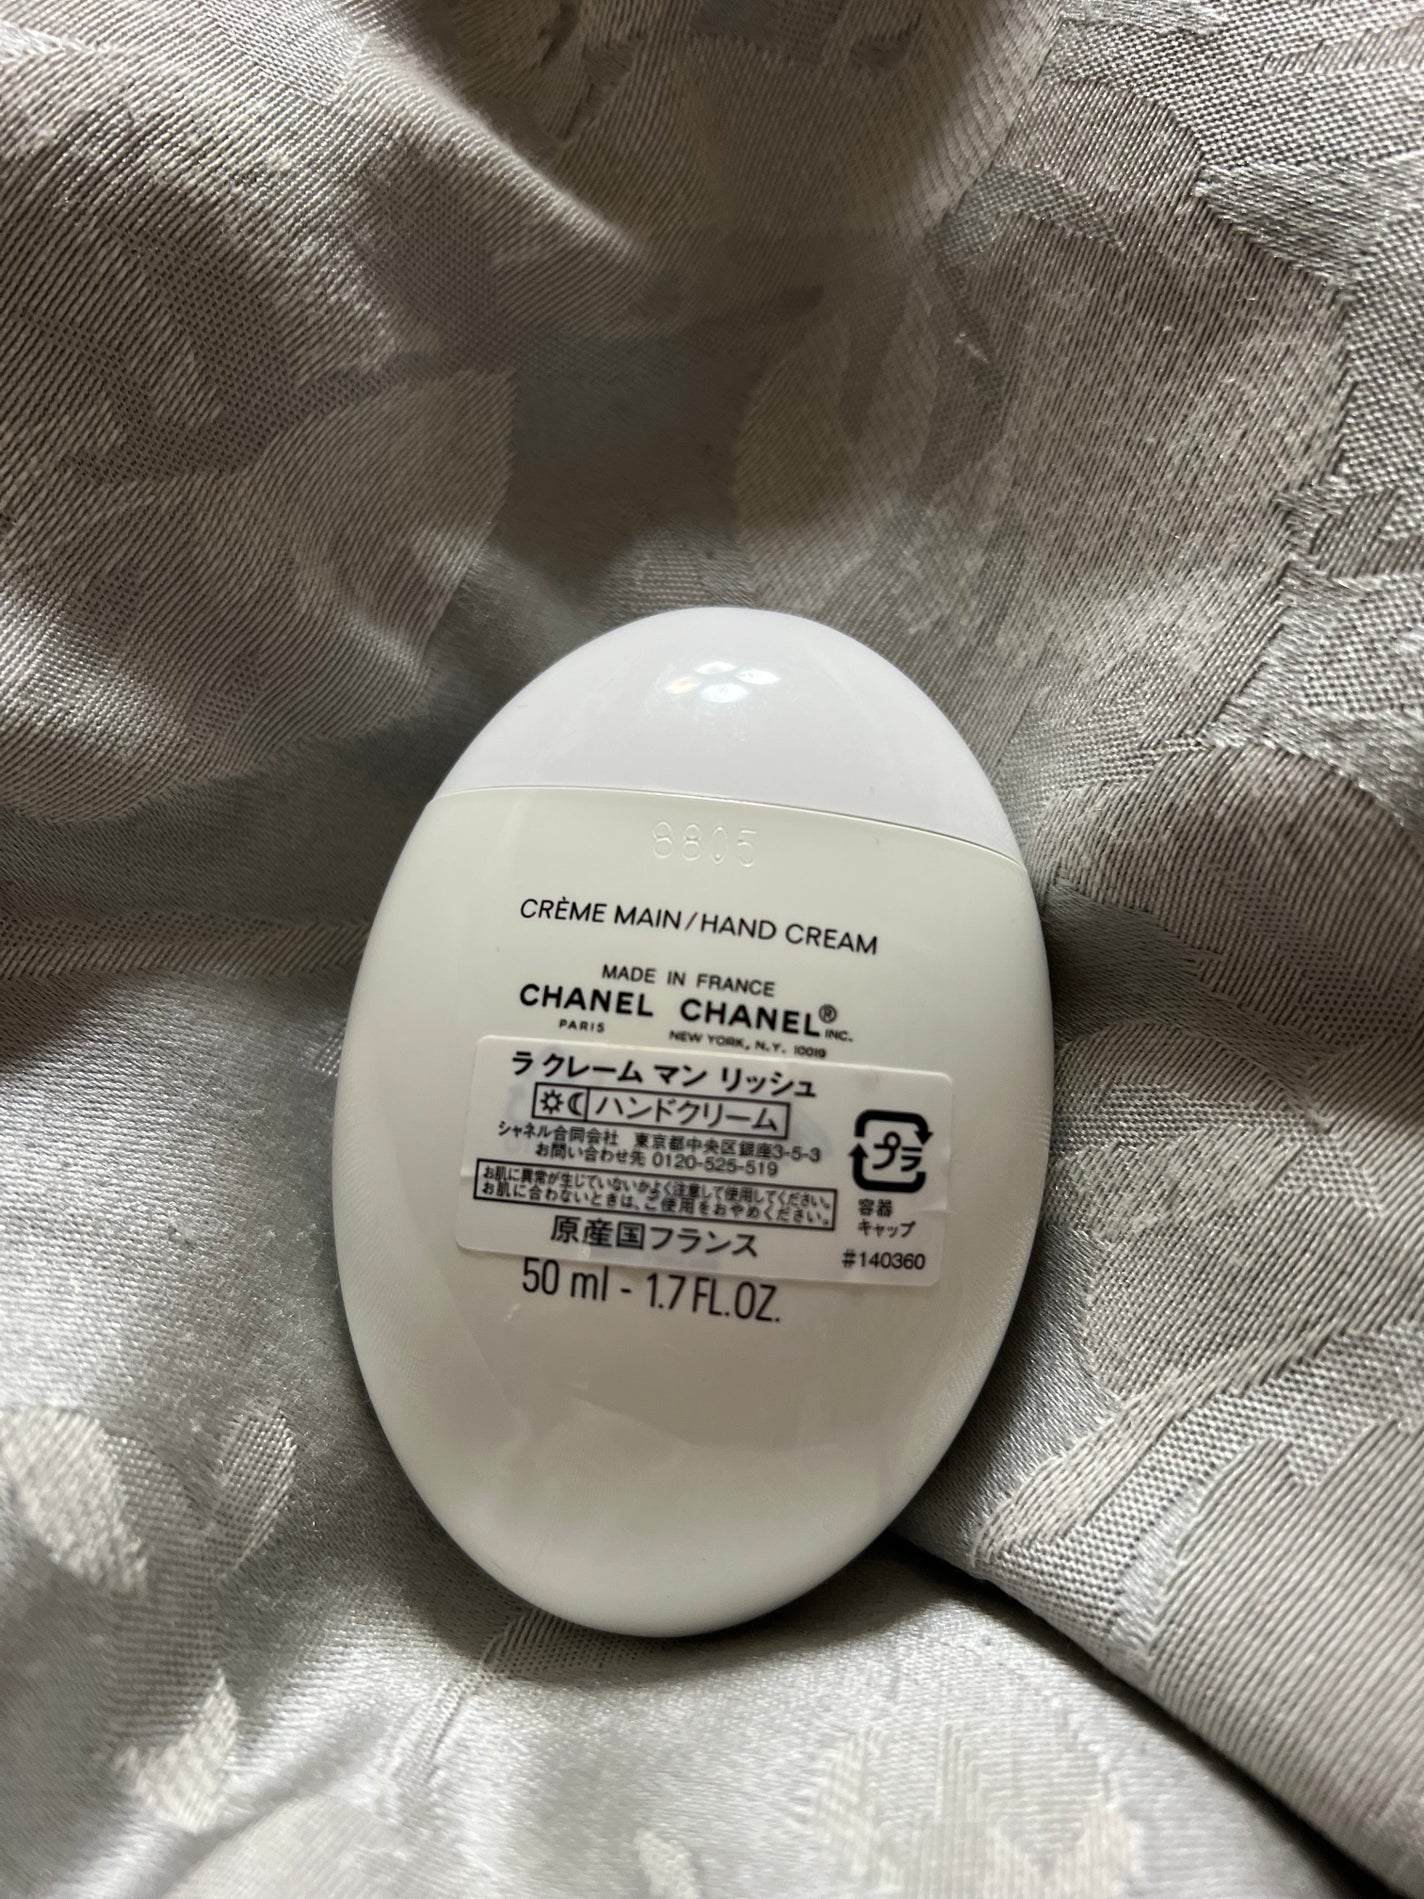 8805
CRÈME MAIN/HAND CREAM
MADE IN FRANCE
CHANEL CHANEL®INC.
PARIS NEW YORK, N.Y. 10019
ラ クレーム マン リッシュ
ハンドクリーム
シャネル合同会社 東京都中央区銀座3-5-3
お問い合わせ先 0120-525-519
お肌に異常が生じていないかよく注意して使用してください。
お肌に合わないときは、ご使用をおやめください。
原産国フランス
プラ
容器
キャップ
#140360
50 ml - 1.7 FL.OZ.